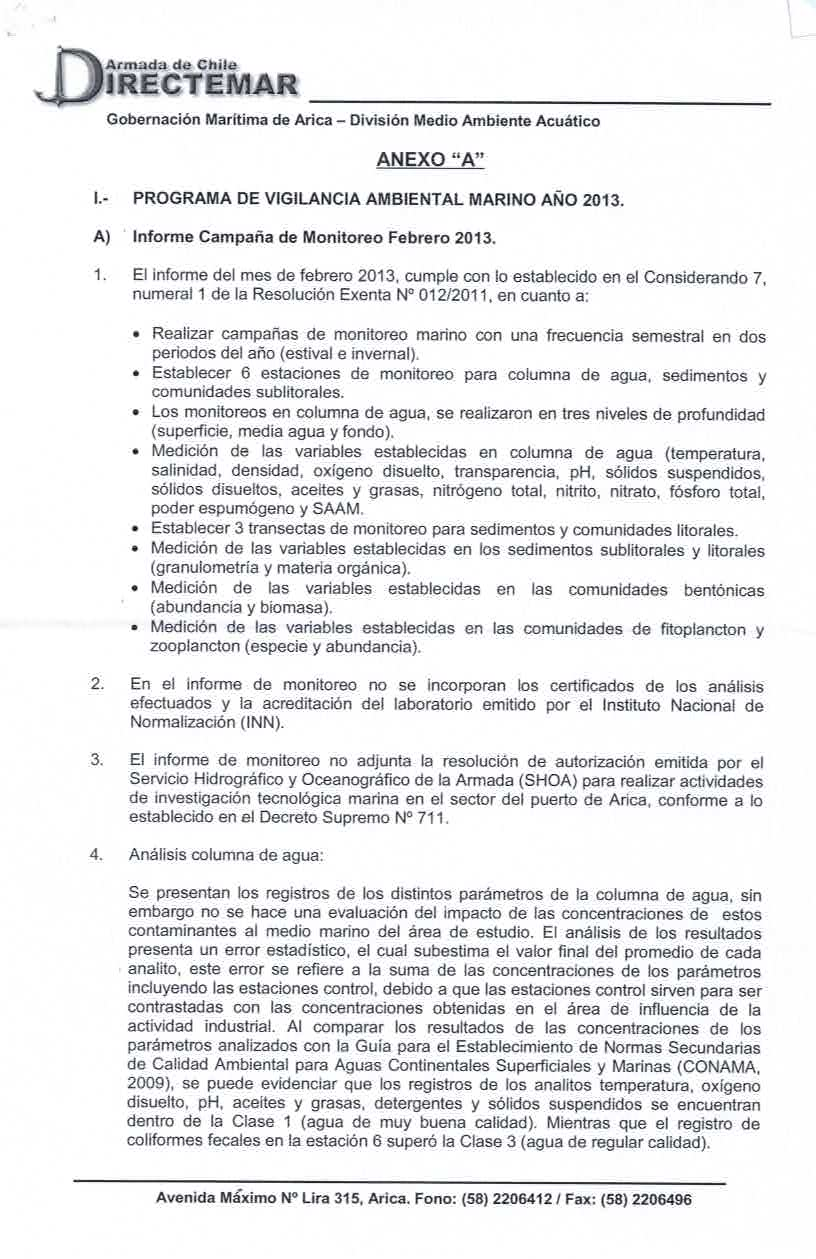 Armada de Chile
DIRECTEMAR
Gobernación Marítima de Arica – División Medio Ambiente Acuático
ANEXO “A”
I.- PROGRAMA DE VIGILANCIA AMBIENTAL MARINO AÑO 2013.
A) Informe Campaña de Monitoreo Febrero 2013.
1. El informe del mes de febrero 2013, cumple con lo establecido en el Considerando 7,
numeral 1 de la Resolución Exenta Nº 012/2011, en cuanto a:
• Realizar campañas de monitoreo marino con una frecuencia semestral en dos
periodos del año (estival e invernal).
• Establecer 6 estaciones de monitoreo para columna de agua, sedimentos y
comunidades sublitorales.
• Los monitoreos en columna de agua, se realizaron en tres niveles de profundidad
(superficie, media agua y fondo).
• Medición de las variables establecidas en columna de agua (temperatura,
salinidad, densidad, oxígeno disuelto, transparencia, pH, sólidos suspendidos,
sólidos disueltos, aceites y grasas, nitrógeno total, nitrito, nitrato, fósforo total,
poder espumógeno y SAAM.
• Establecer 3 transectas de monitoreo para sedimentos y comunidades litorales.
• Medición de las variables establecidas en los sedimentos sublitorales y litorales
(granulometría y materia orgánica).
• Medición de las variables establecidas en las comunidades bentónicas
(abundancia y biomasa).
• Medición de las variables establecidas en las comunidades de fitoplancton y
zooplancton (especie y abundancia).
2. En el informe de monitoreo no se incorporan los certificados de los análisis
efectuados y la acreditación del laboratorio emitido por el Instituto Nacional de
Normalización (INN).
3. El informe de monitoreo no adjunta la resolución de autorización emitida por el
Servicio Hidrográfico y Oceanográfico de la Armada (SHOA) para realizar actividades
de investigación tecnológica marina en el sector del puerto de Arica, conforme a lo
establecido en el Decreto Supremo Nº 711.
4. Análisis columna de agua:
Se presentan los registros de los distintos parámetros de la columna de agua, sin
embargo no se hace una evaluación del impacto de las concentraciones de estos
contaminantes al medio marino del área de estudio. El análisis de los resultados
presenta un error estadístico, el cual subestima el valor final del promedio de cada
analito, este error se refiere a la suma de las concentraciones de los parámetros
incluyendo las estaciones control, debido a que las estaciones control sirven para ser
contrastadas con las concentraciones obtenidas en el área de influencia de la
actividad industrial. Al comparar los resultados de las concentraciones de los
parámetros analizados con la Guía para el Establecimiento de Normas Secundarias
de Calidad Ambiental para Aguas Continentales Superficiales y Marinas (CONAMA,
2009), se puede evidenciar que los registros de los analitos temperatura, oxígeno
disuelto, pH, aceites y grasas, detergentes y sólidos suspendidos se encuentran
dentro de la Clase 1 (agua de muy buena calidad). Mientras que el registro de
coliformes fecales en la estación 6 superó la Clase 3 (agua de regular calidad).
Avenida Máximo Nº Lira 315, Arica. Fono: (58) 2206412 / Fax: (58) 2206496